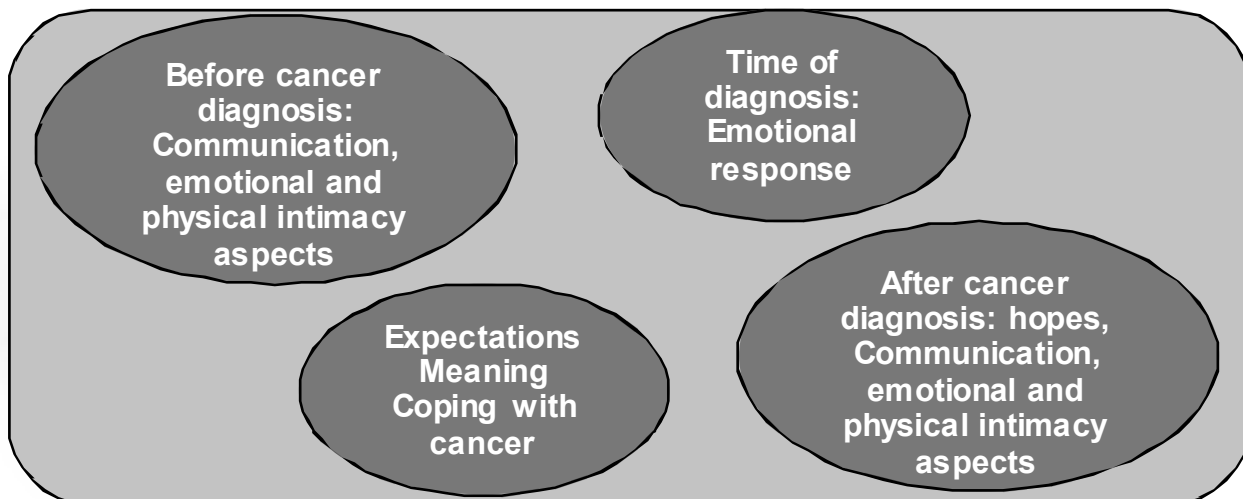 Before cancer
diagnosis:
Communication,
emotional and
physical intimacy
aspects
Time of
diagnosis:
Emotional
response
Expectations
Meaning
Coping with
cancer
After cancer
diagnosis: hopes,
Communication,
emotional and
physical intimacy
aspects